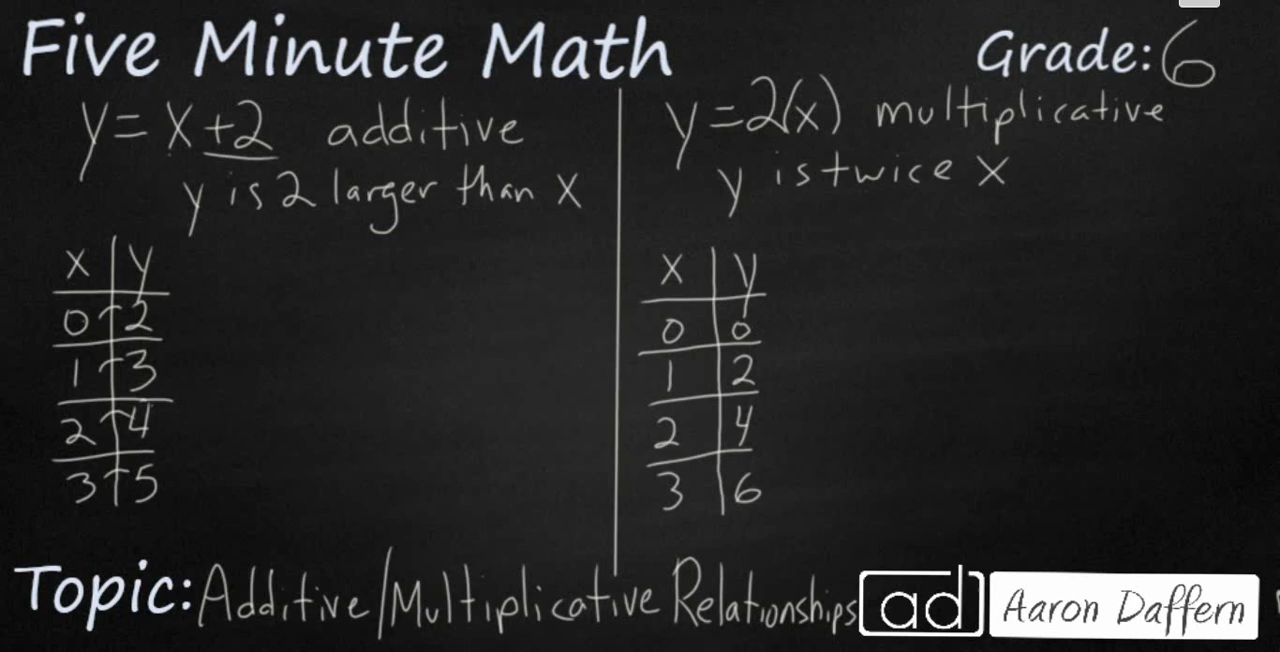 Five Minute Math
Grade: 6
y = x + 2 additive
y is 2 larger than x
x y
0 2
1 3
2 4
3 5
y = 2(x) multiplicative
y is twice x
x y
0 0
1 2
2 4
3 6
Topic: Additive/Multiplicative Relationships
ad Aaron Daffern